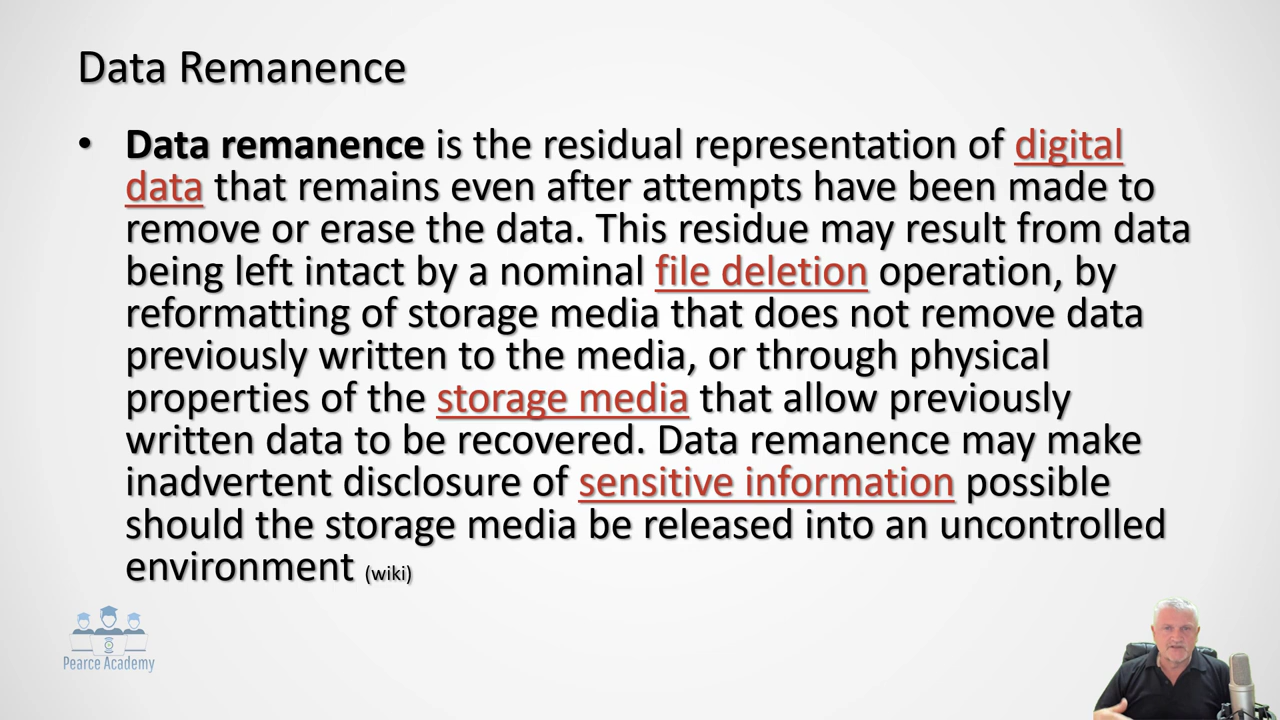 Data Remanence
• Data remanence is the residual representation of digital
data that remains even after attempts have been made to
remove or erase the data. This residue may result from data
being left intact by a nominal file deletion operation, by
reformatting of storage media that does not remove data
previously written to the media, or through physical
properties of the storage media that allow previously
written data to be recovered. Data remanence may make
inadvertent disclosure of sensitive information possible
should the storage media be released into an uncontrolled
environment (wiki)
Pearce Academy